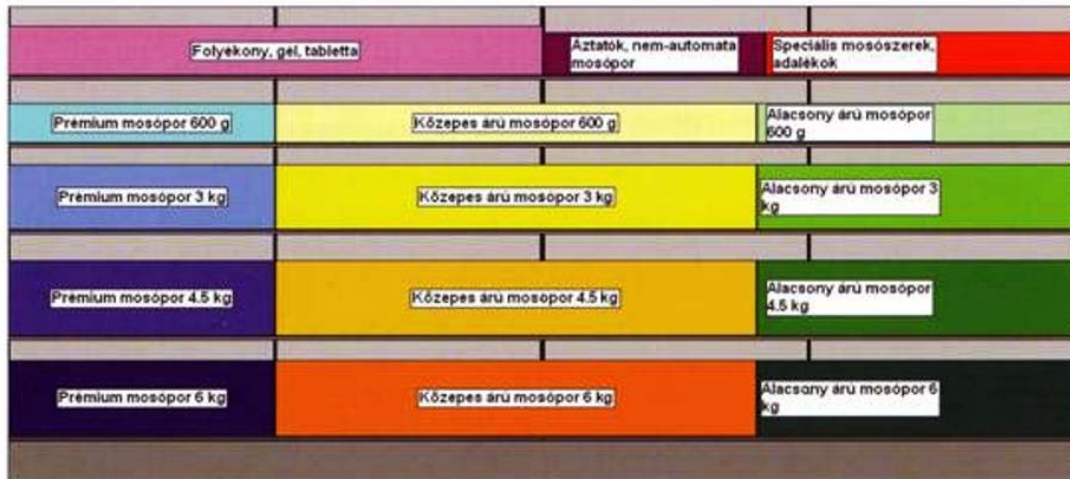 Folyékony, gél, tabletta
Áztatók, nem-automata
mosópor
Speciális mosószerek,
adalékok
Prémium mosópor 600 g
Közepes árú mosópor 600 g
Alacsony árú mosópor
600 g
Prémium mosópor 3 kg
Közepes árú mosópor 3 kg
Alacsony árú mosópor 3
kg
Prémium mosópor 4.5 kg
Közepes árú mosópor 4.5 kg
Alacsony árú mosópor
4.5 kg
Prémium mosópor 6 kg
Közepes árú mosópor 6 kg
Alacsony árú mosópor 6
kg